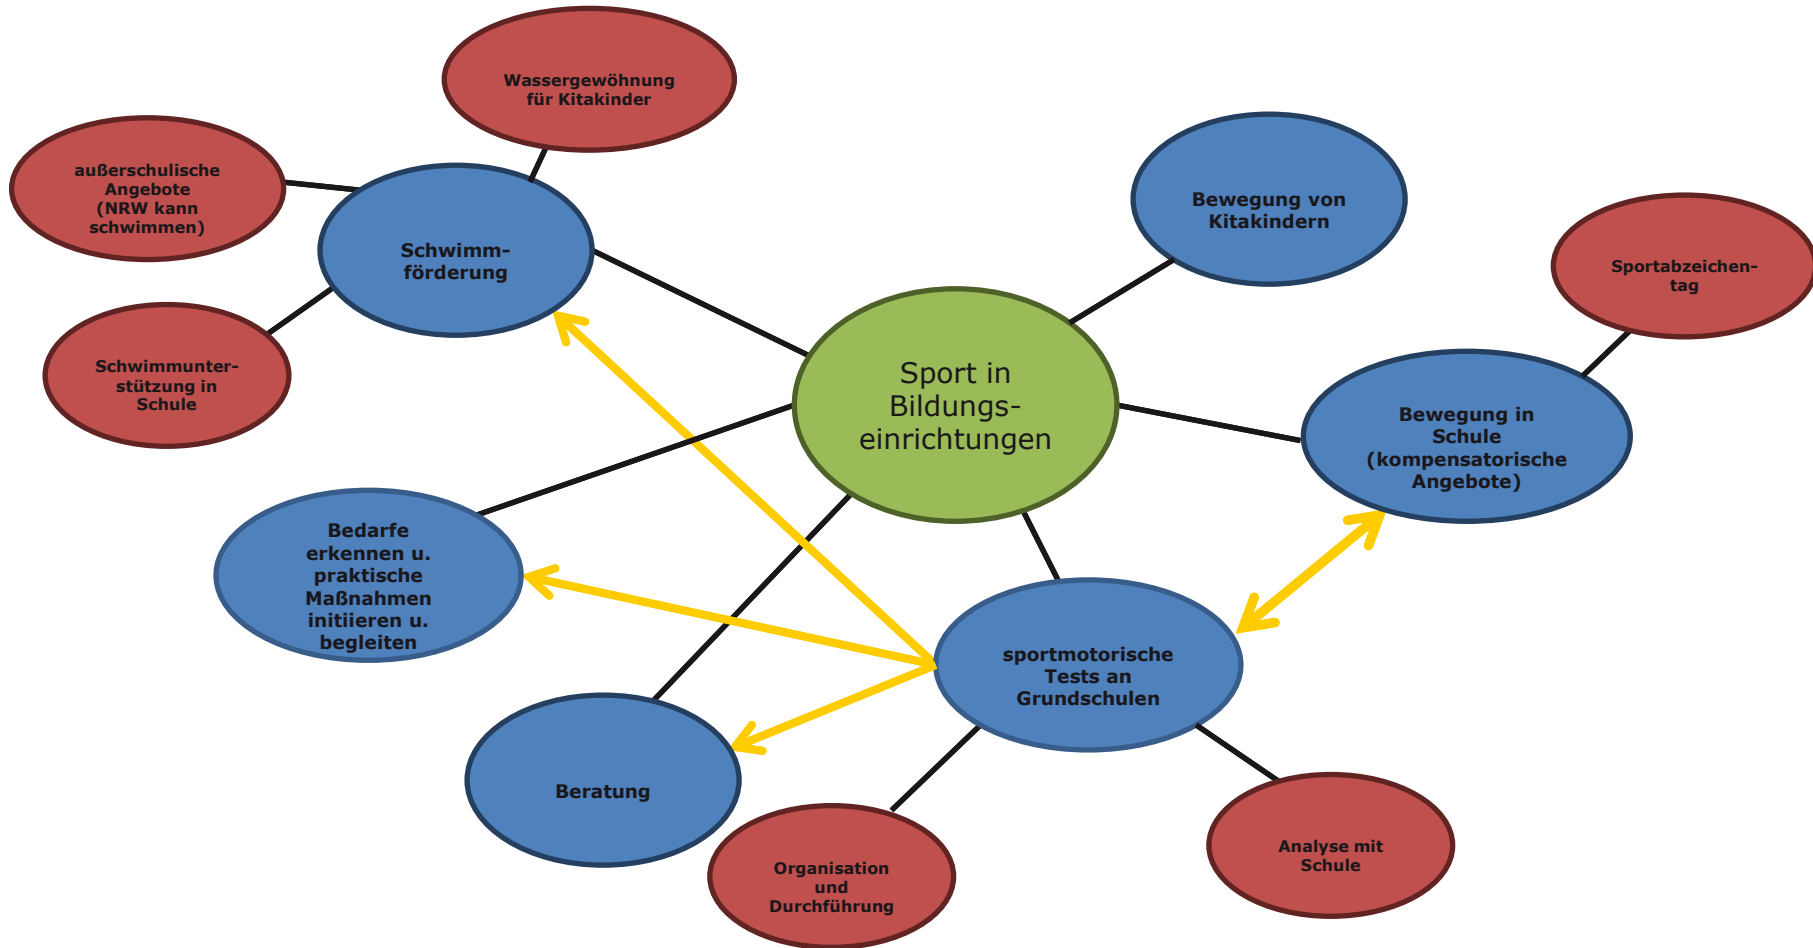 Wassergewöhnung
für Kitakinder
außerschulische
Angebote
(NRW kann
schwimmen)
Schwimm-
förderung
Schwimmunter-
stützung in
Schule
Bewegung von
Kitakindern
Sportabzeichen-
tag
Sport in
Bildungs-
einrichtungen
Bewegung in
Schule
(kompensatorische
Angebote)
Bedarfe
erkennen u.
praktische
Maßnahmen
initiieren u.
begleiten
sportmotorische
Tests an
Grundschulen
Beratung
Organisation
und
Durchführung
Analyse mit
Schule